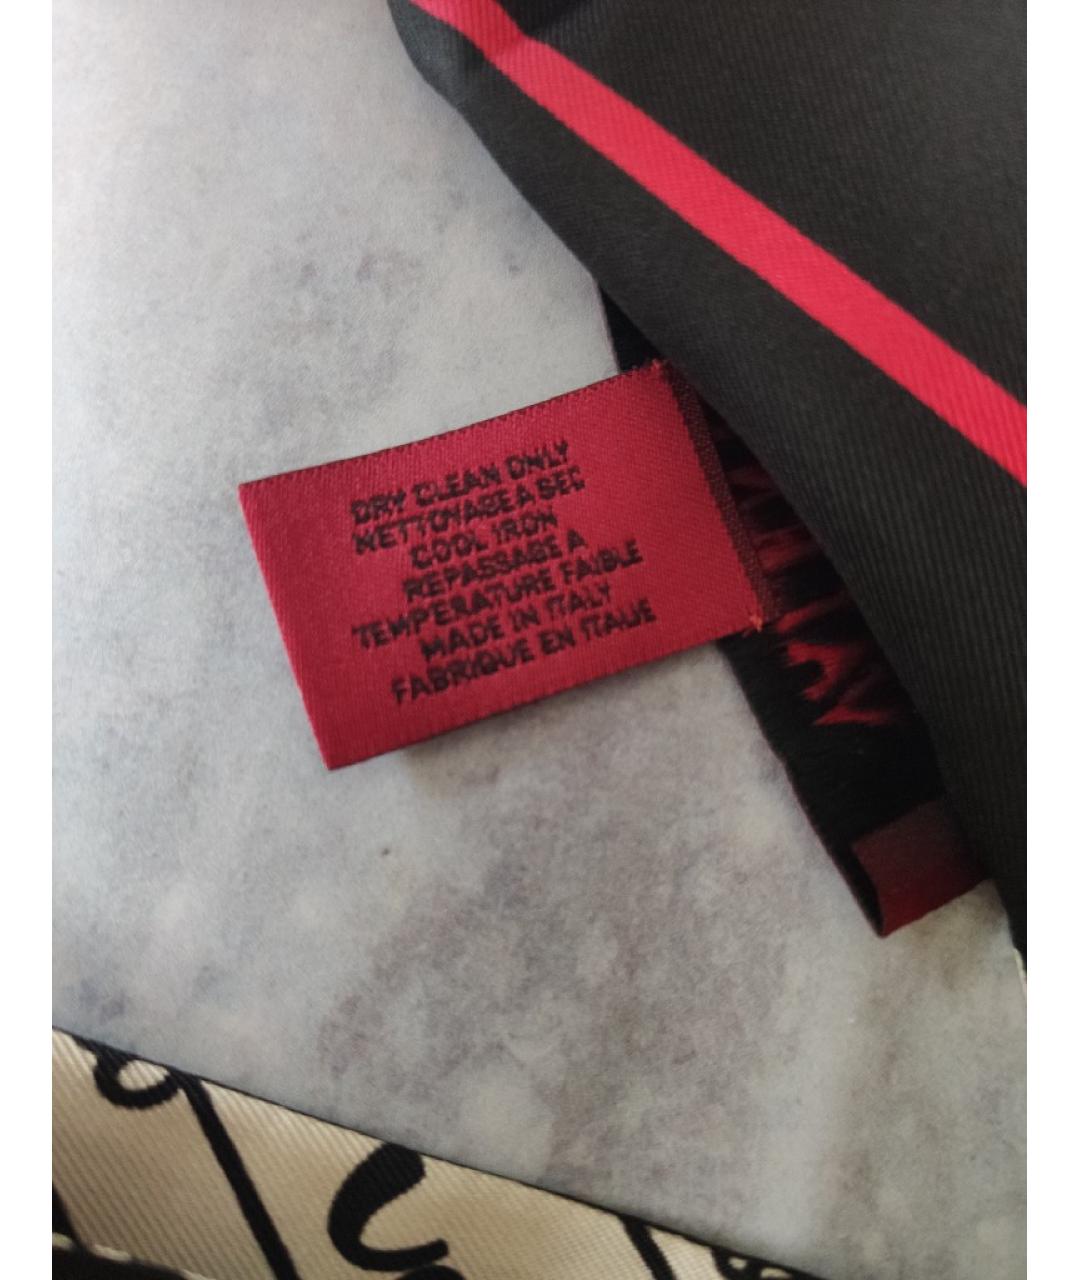 DRY CLEAN ONLY
NETTOYAGE A SEC
COOL IRON
REPASSAGE A
TEMPERATURE FAIBLE
MADE IN ITALY
FABRIQUE EN ITALIE